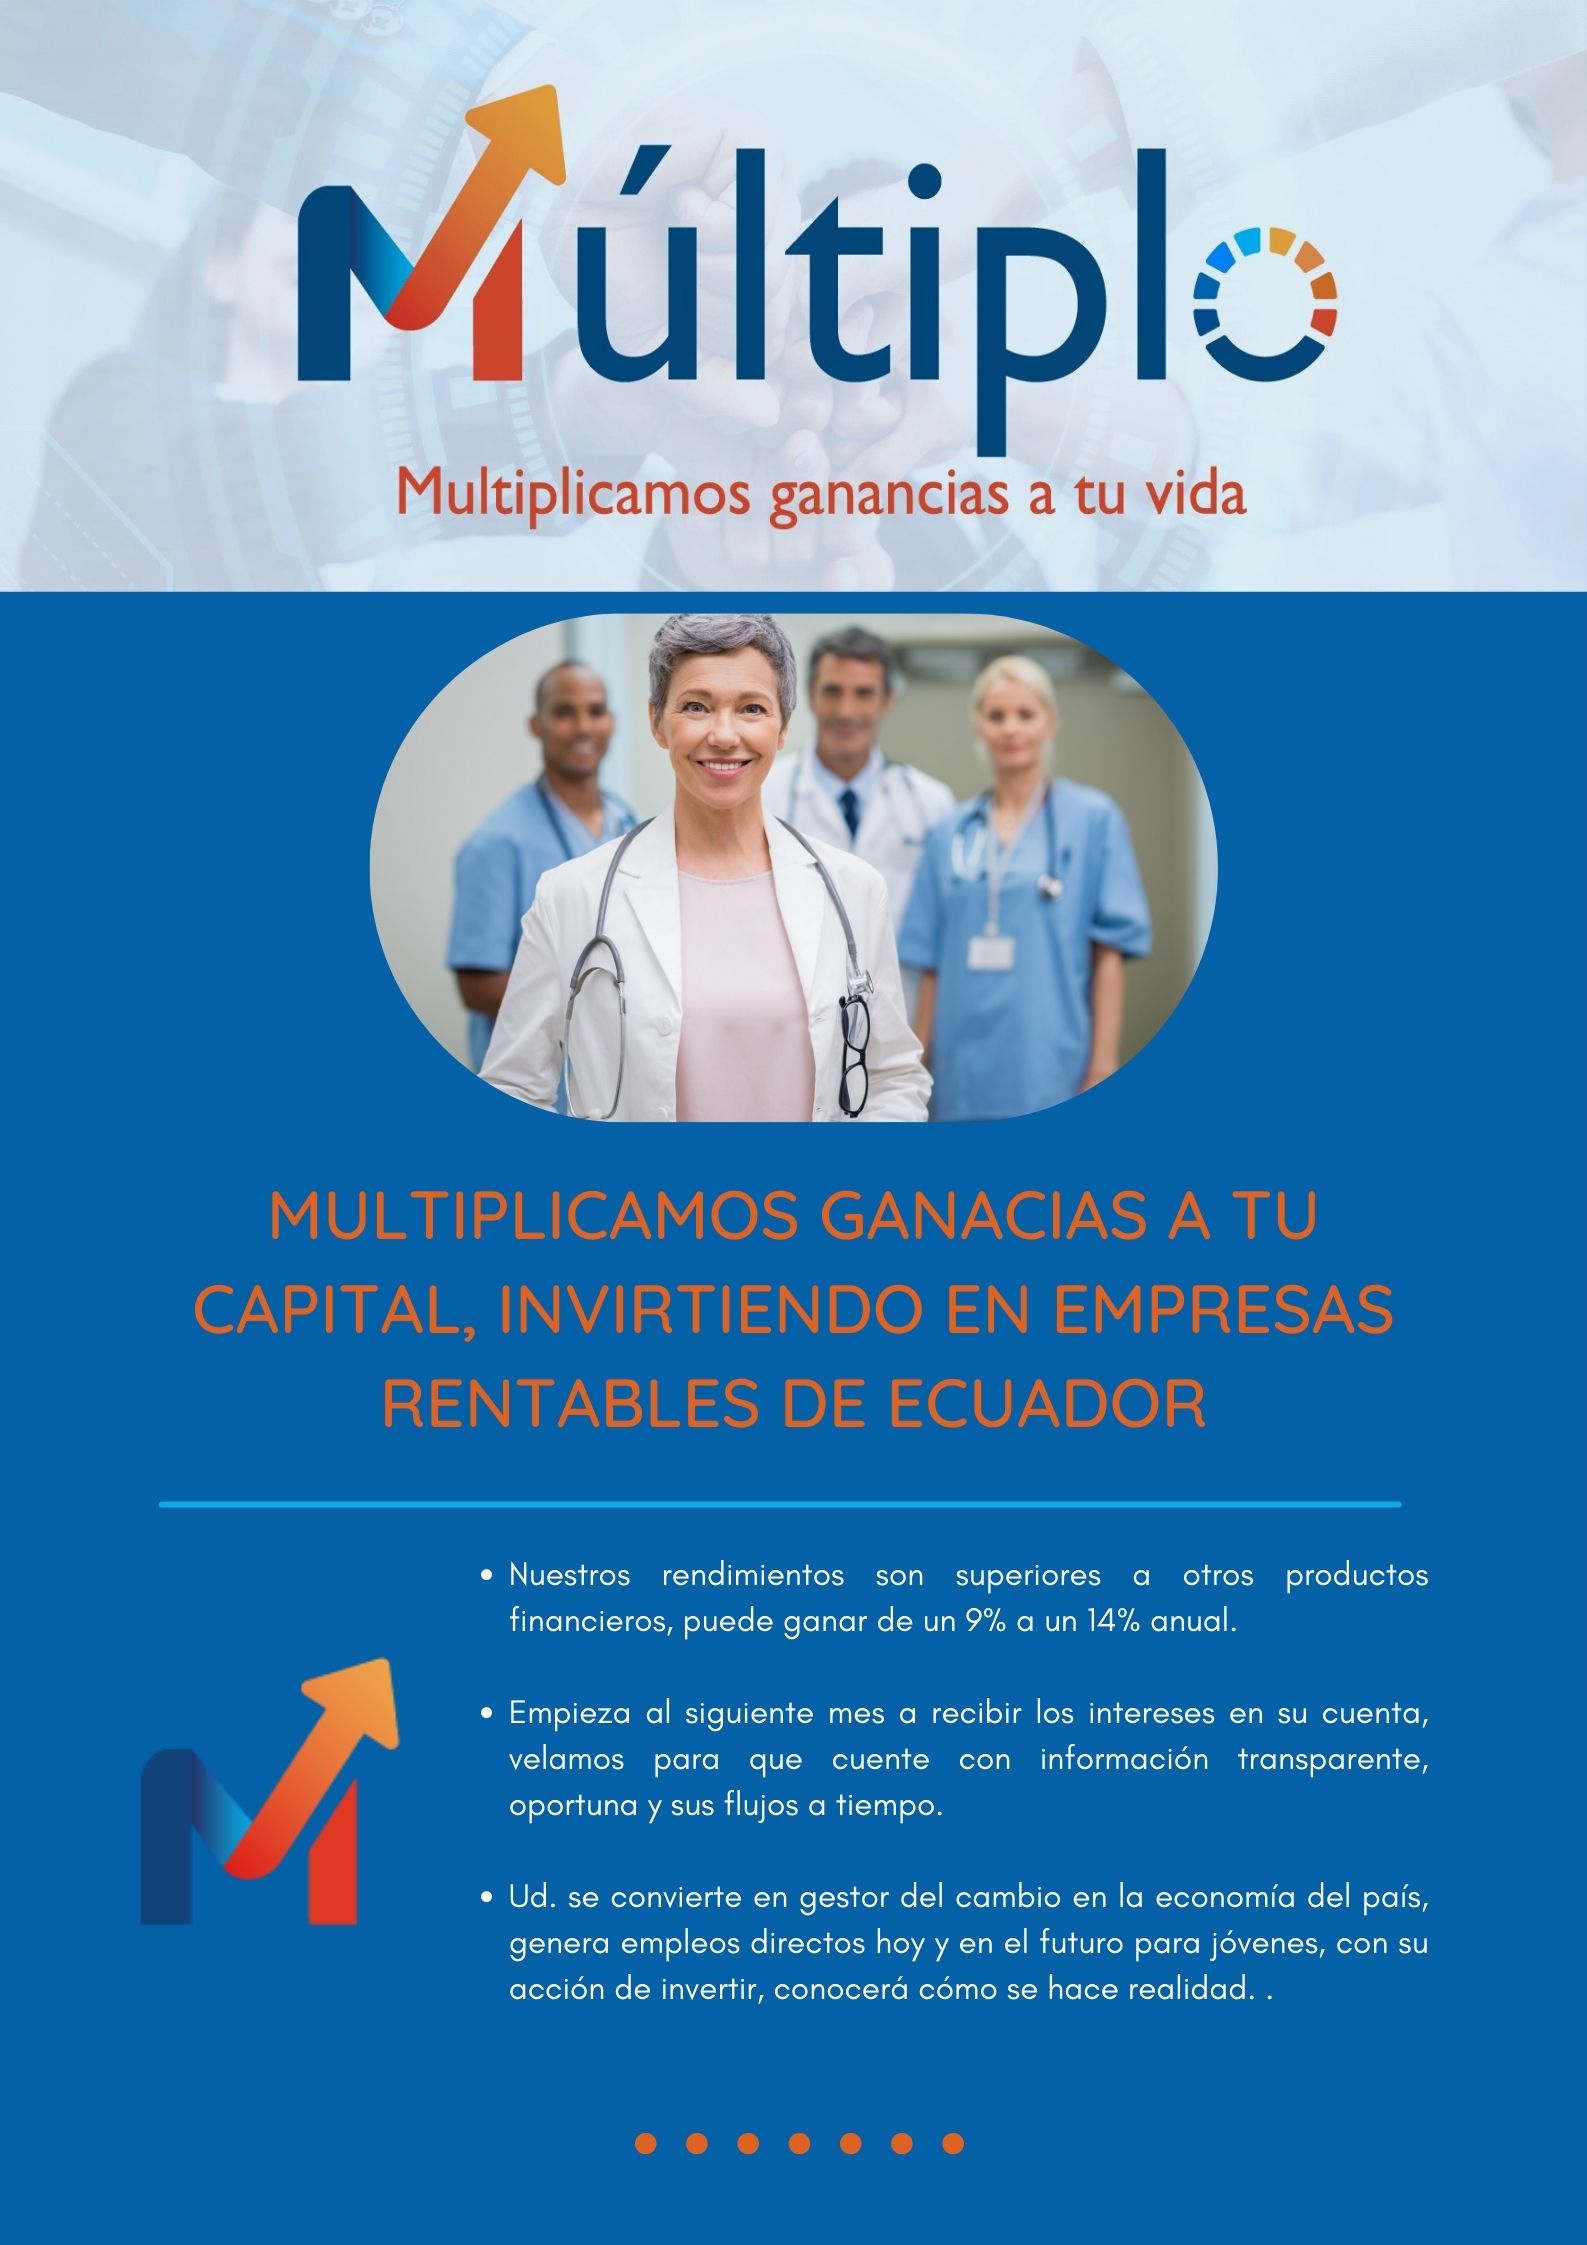 Múltiplo
Multiplicamos ganancias a tu vida
MULTIPLICAMOS GANACIAS A TU
CAPITAL, INVIRTIENDO EN EMPRESAS
RENTABLES DE ECUADOR
• Nuestros rendimientos son superiores a otros productos
financieros, puede ganar de un 9% a un 14% anual.
• Empieza al siguiente mes a recibir los intereses en su cuenta,
velamos para que cuente con información transparente,
oportuna y sus flujos a tiempo.
• Ud. se convierte en gestor del cambio en la economía del país,
genera empleos directos hoy y en el futuro para jóvenes, con su
acción de invertir, conocerá cómo se hace realidad. .
M